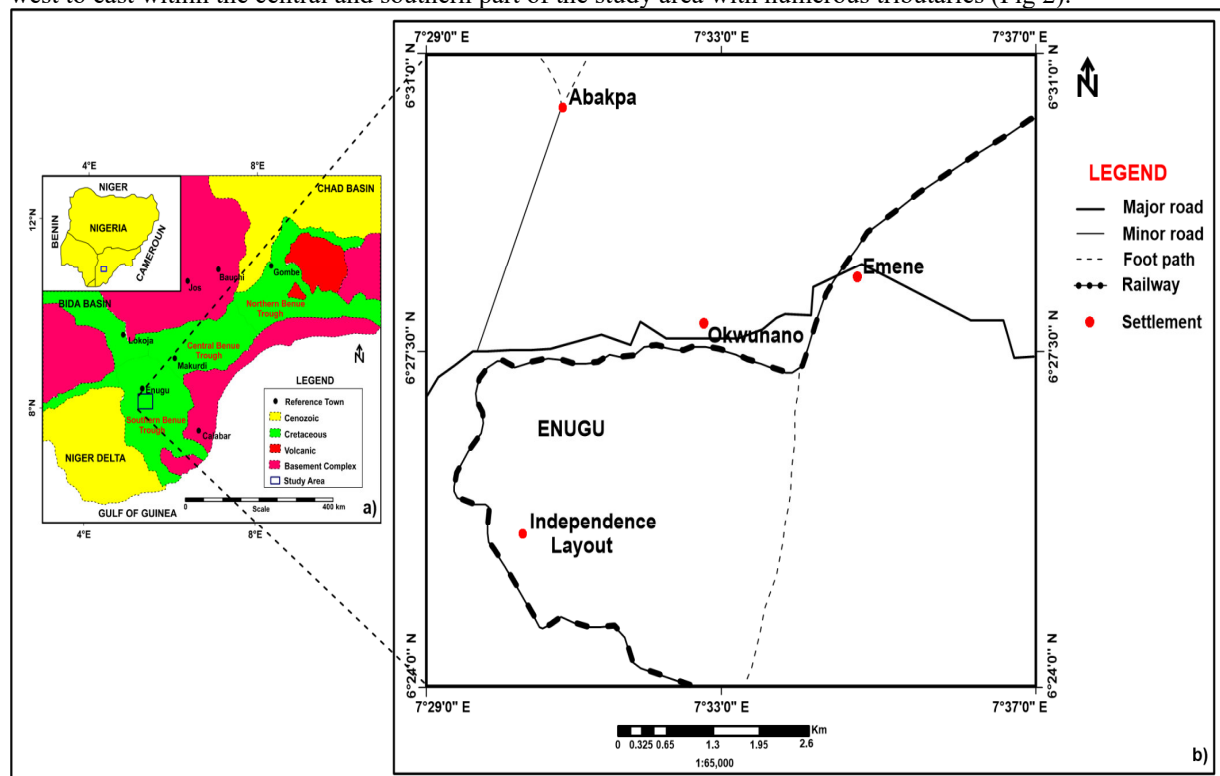 west to east within the central and southern part of the study area with numerous tributaries (Fig 2).
7°29'0" E
7°33'0" E
7°37'0" E
6°31'0" N
6°31'0" N
N
Abakpa
LEGEND
Major road
Minor road
Foot path
Railway
Settlement
Emene
Okwunano
6°27'30" N
6°27'30" N
ENUGU
Independence
Layout
6°24'0" N
6°24'0" N
7°29'0" E
7°33'0" E
7°37'0" E
Km
0 0.325 0.65 1.3 1.95 2.6
1:65,000
b)
4°E
8°E
NIGER
NIGERIA
BENIN
CAMEROUN
CHAD BASIN
12°N
Bauchi
Jos
Gombe
BIDA BASIN
Northern Benue
Trough
Lokoja
Central Benue
Trough
Makurdi
N
Enugu
8°N
Southern Benue
Trough
Calabar
NIGER DELTA
GULF OF GUINEA
LEGEND
Reference Town
Cenozoic
Cretaceous
Volcanic
Basement Complex
Study Area
0 Scale 400 km
a)
4°E
8°E